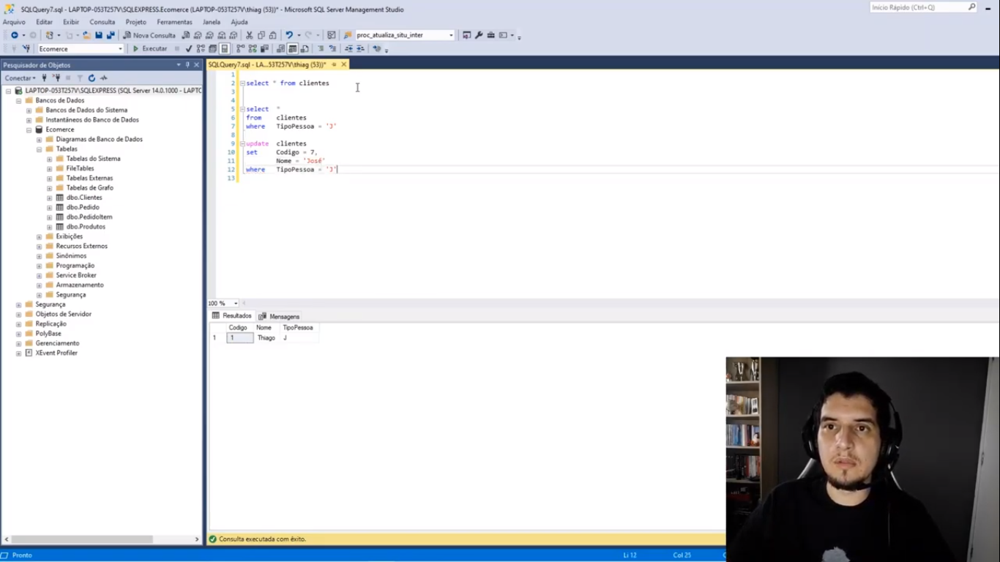 SQLQuery7.sql - LAPTOP-053T257V\SQLEXPRESS.Ecomerce (LAPTOP-053T257V\thiag (53))* - Microsoft SQL Server Management Studio
Início Rápido (Ctrl+Q)
Arquivo Editar Exibir Consulta Projeto Ferramentas Janela Ajuda
Nova Consulta proc_atualiza_situ_inter
Ecomerce Executar
Pesquisador de Objetos
SQLQuery7.sql - LA...53T257V\thiag (53))*
Conectar
LAPTOP-053T257V\SQLEXPRESS (SQL Server 14.0.1000 - LAPTC
Bancos de Dados
Bancos de Dados do Sistema
Instantâneos do Banco de Dados
Ecomerce
Diagramas de Banco de Dados
Tabelas
Tabelas do Sistema
FileTables
Tabelas Externas
Tabelas de Grafo
dbo.Clientes
dbo.Pedido
dbo.PedidoItem
dbo.Produtos
Exibições
Recursos Externos
Sinônimos
Programação
Service Broker
Armazenamento
Segurança
Segurança
Objetos de Servidor
Replicação
PolyBase
Gerenciamento
XEvent Profiler
1
2 select * from clientes
3
4
5 select *
6 from clientes
7 where TipoPessoa = 'J'
8
9 update clientes
10 set Codigo = 7,
11 Nome = 'José'
12 where TipoPessoa = 'J'
13
100 %
Resultados Mensagens
Codigo Nome TipoPessoa
1 1 Thiago J
Consulta executada com êxito.
Pronto Li 12 Col 25